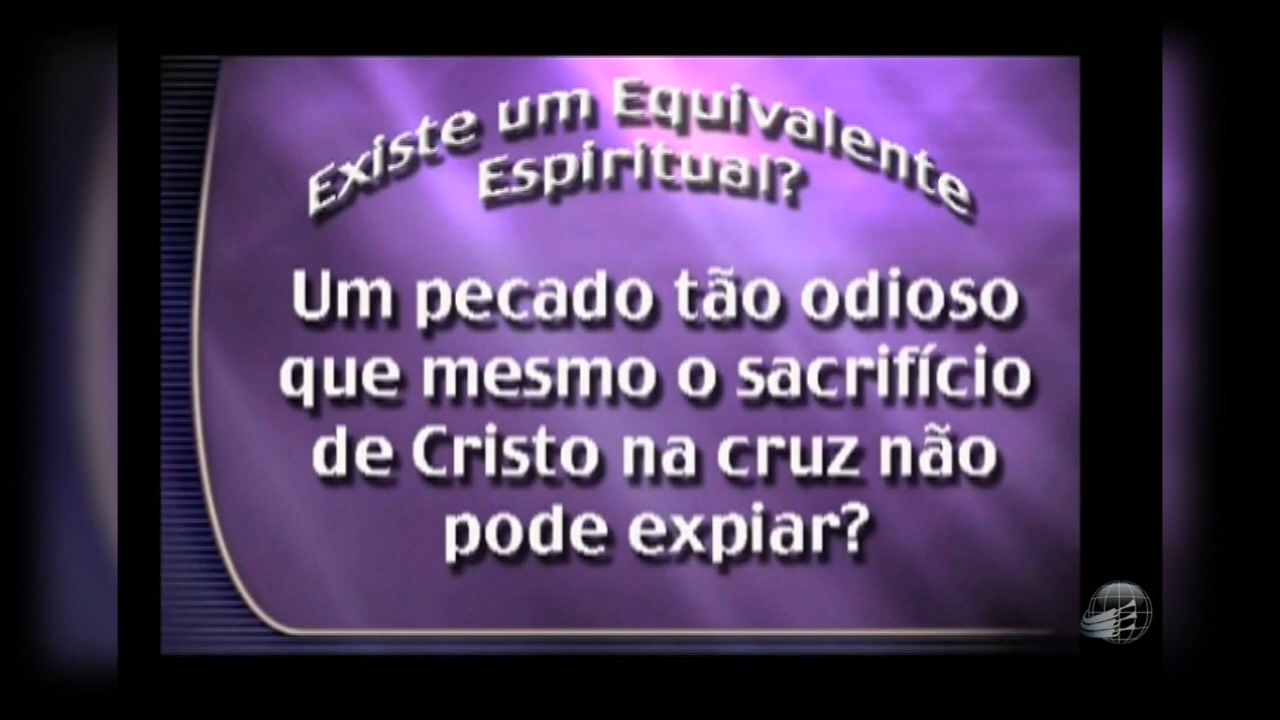 Existe um Equivalente
Espiritual?
Um pecado tão odioso
que mesmo o sacrifício
de Cristo na cruz não
pode expiar?